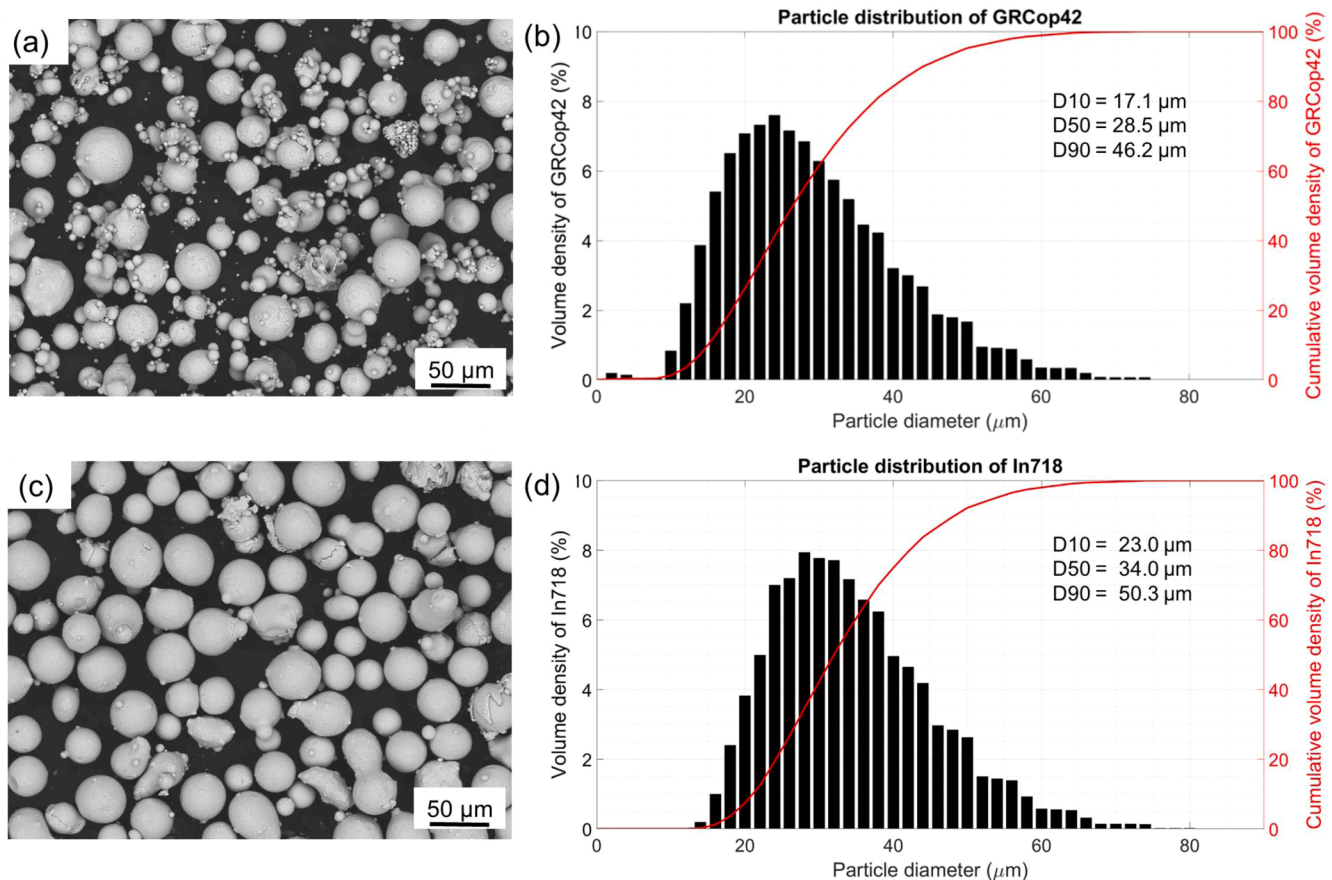 (a)
50 μm
(b)
Particle distribution of GRCop42
Volume density of GRCop42 (%)
10
8
6
4
2
0
0
20
40
60
80
Particle diameter (μm)
D10 = 17.1 μm
D50 = 28.5 μm
D90 = 46.2 μm
100
80
60
40
20
0
Cumulative volume density of GRCop42 (%)
(c)
50 μm
(d)
Particle distribution of In718
Volume density of In718 (%)
10
8
6
4
2
0
0
20
40
60
80
Particle diameter (μm)
D10 = 23.0 μm
D50 = 34.0 μm
D90 = 50.3 μm
100
80
60
40
20
0
Cumulative volume density of In718 (%)